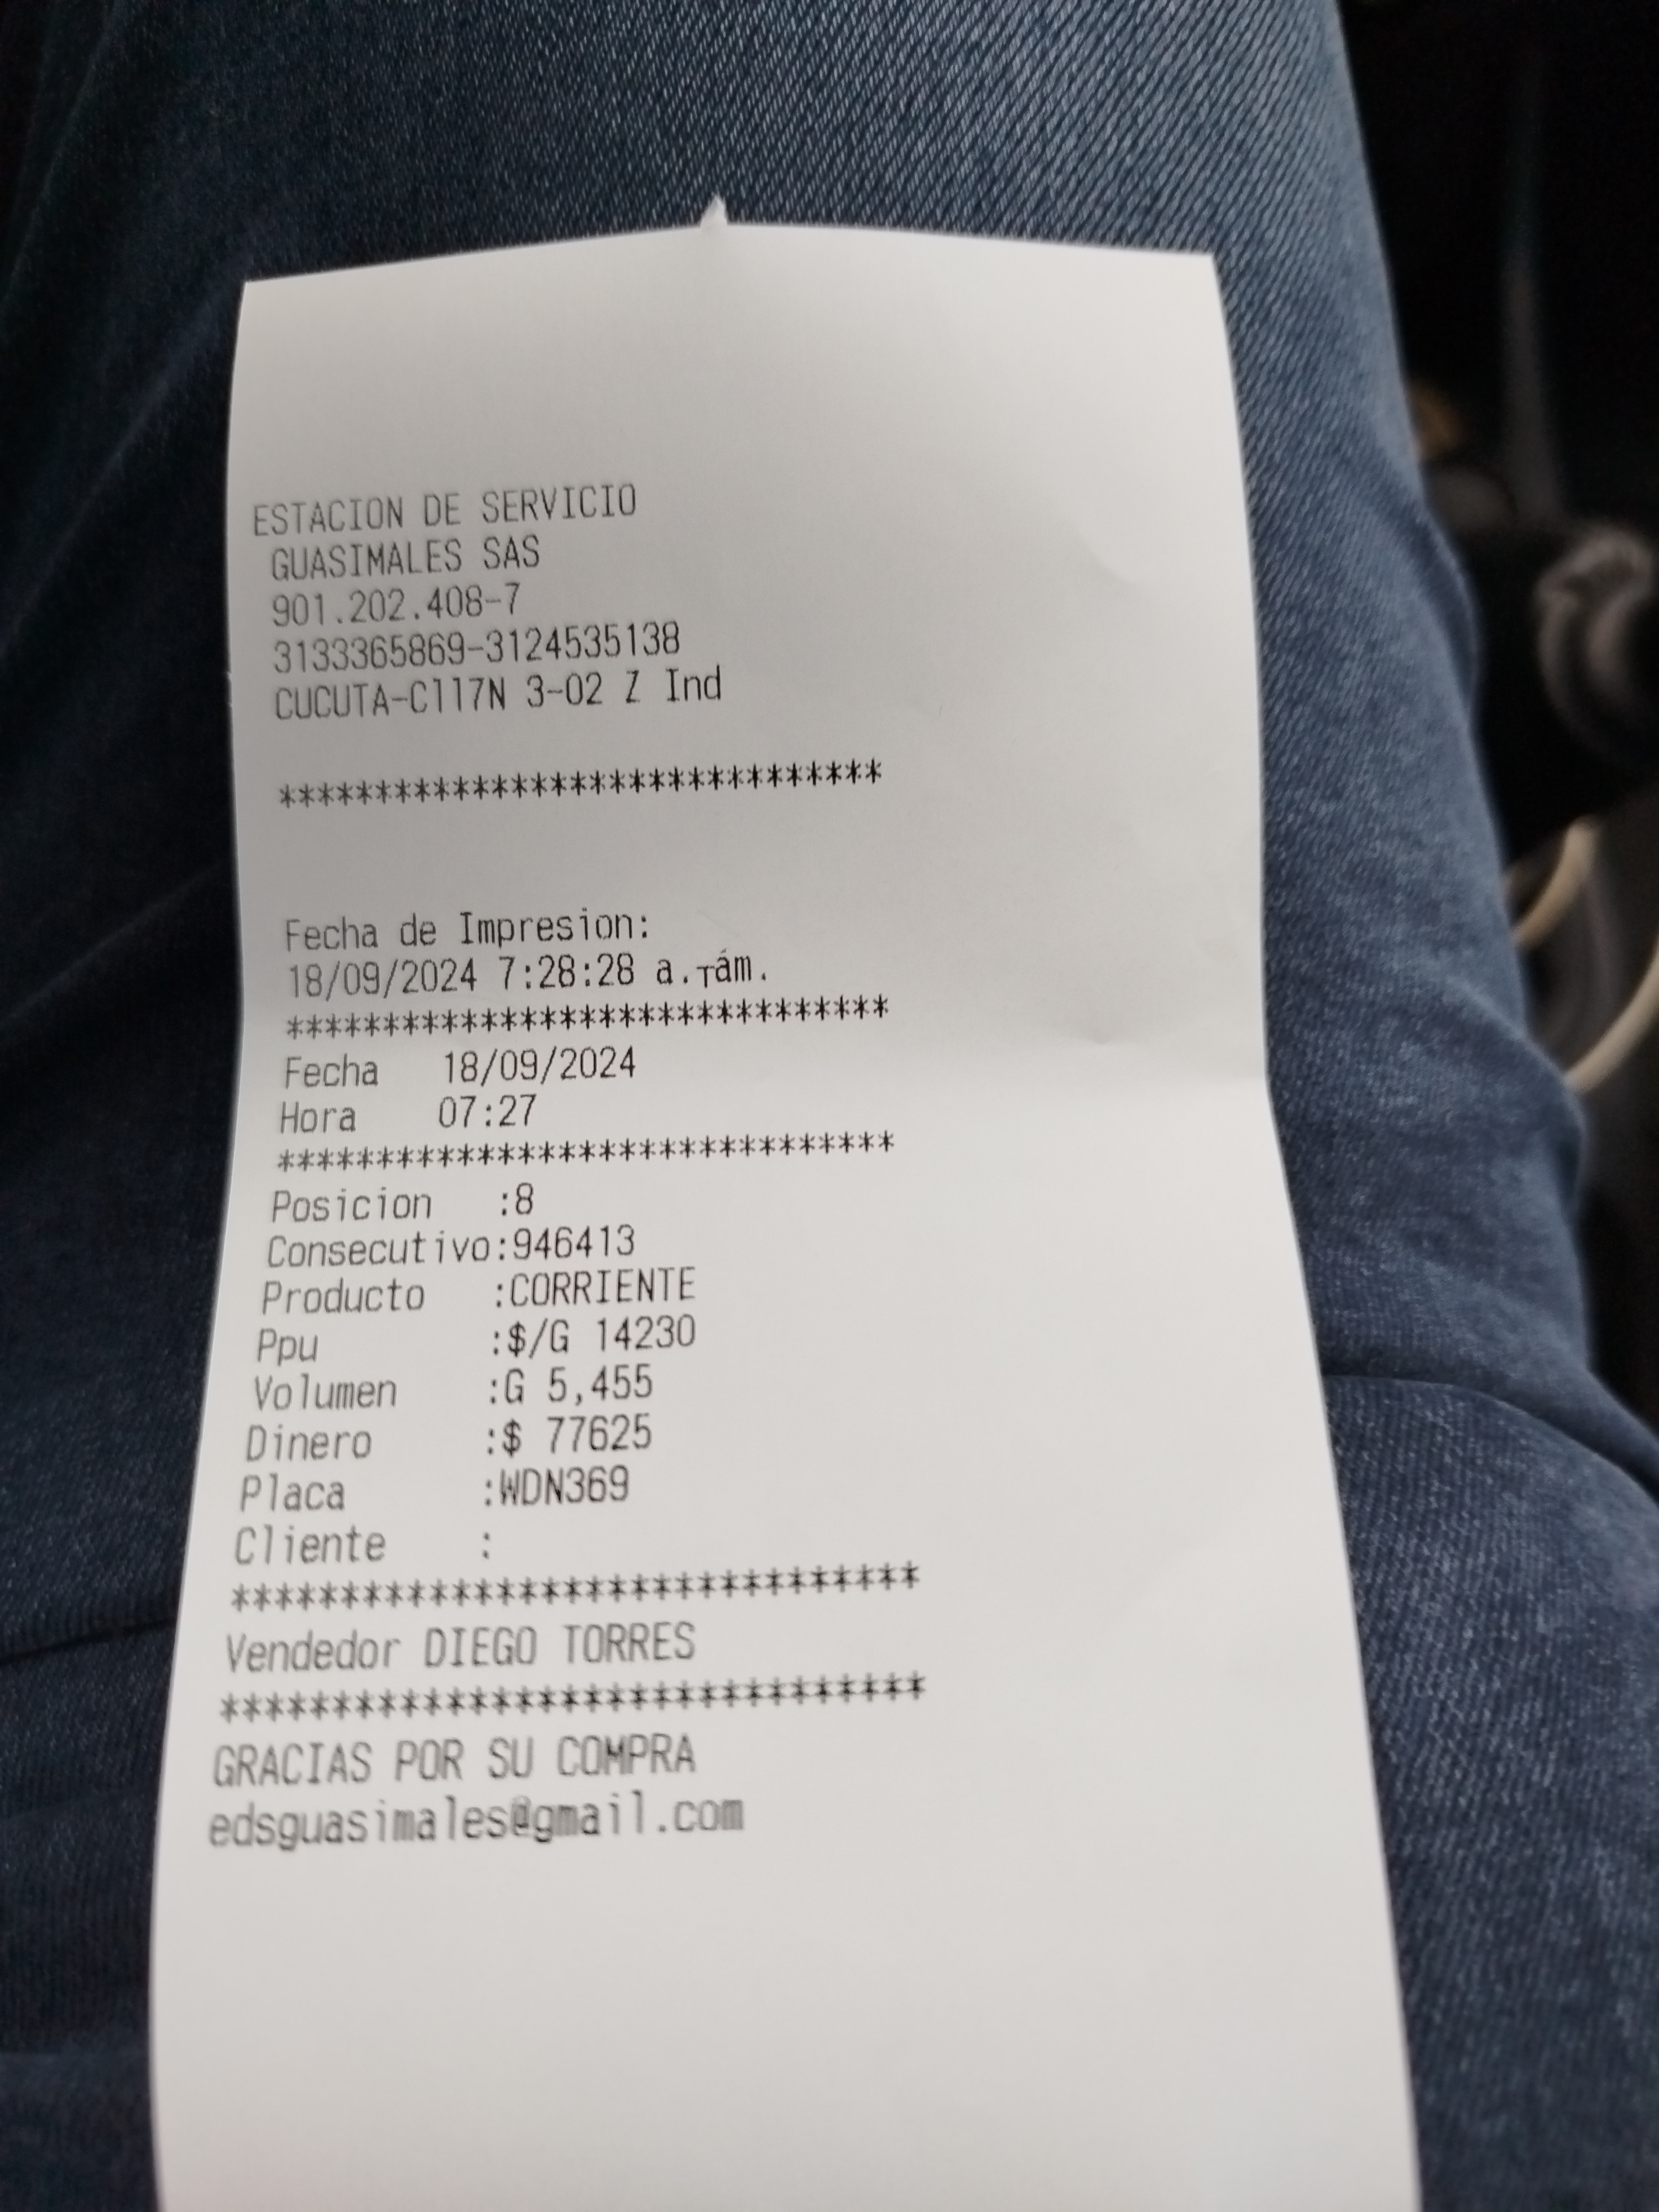 ESTACION DE SERVICIO
GUASIMALES SAS
901.202.408-7
3133365869-3124535138
CUCUTA-Cl17N 3-02 Z Ind
*******************************
Fecha de Impresion:
18/09/2024 7:28:28 a.┬ám.
*******************************
Fecha 18/09/2024
Hora 07:27
*******************************
Posicion :8
Consecutivo:946413
Producto :CORRIENTE
Ppu :$/G 14230
Volumen :G 5,455
Dinero :$ 77625
Placa :WDN369
Cliente :
*******************************
Vendedor DIEGO TORRES
*******************************
GRACIAS POR SU COMPRA
edsguasimales@gmail.com